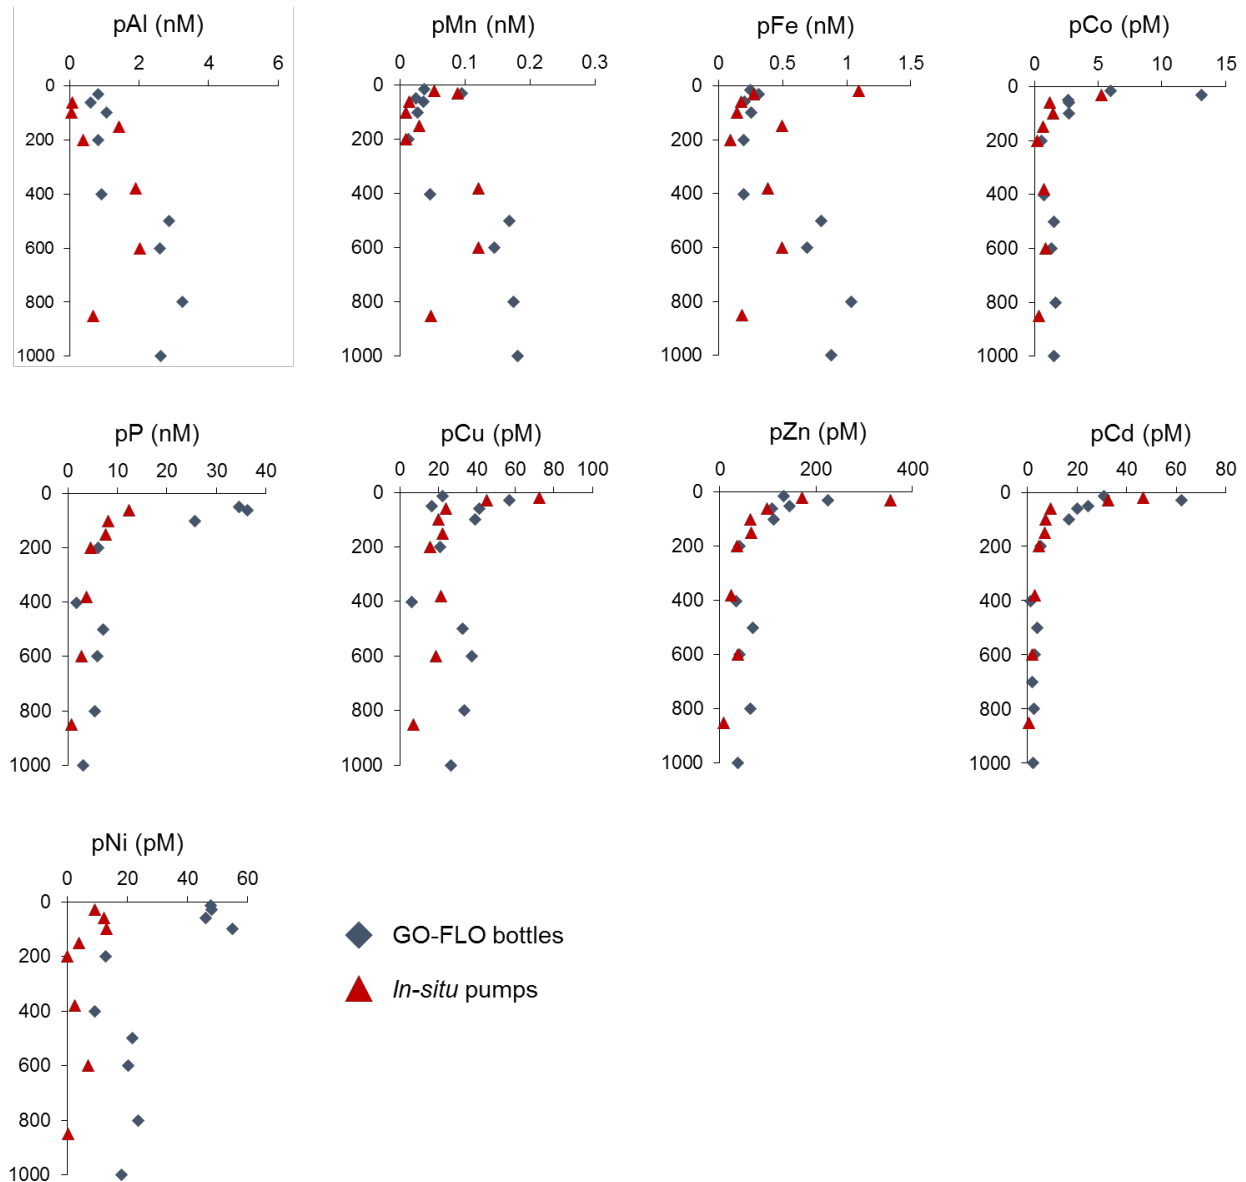 pAl (nM)
0 2 4 6
0
200
400
600
800
1000
pMn (nM)
0 0.1 0.2 0.3
0
200
400
600
800
1000
pFe (nM)
0 0.5 1 1.5
0
200
400
600
800
1000
pCo (pM)
0 5 10 15
0
200
400
600
800
1000
pP (nM)
0 10 20 30 40
0
200
400
600
800
1000
pCu (pM)
0 20 40 60 80 100
0
200
400
600
800
1000
pZn (pM)
0 200 400
0
200
400
600
800
1000
pCd (pM)
0 20 40 60 80
0
200
400
600
800
1000
pNi (pM)
0 20 40 60
0
200
400
600
800
1000
GO-FLO bottles
In-situ pumps